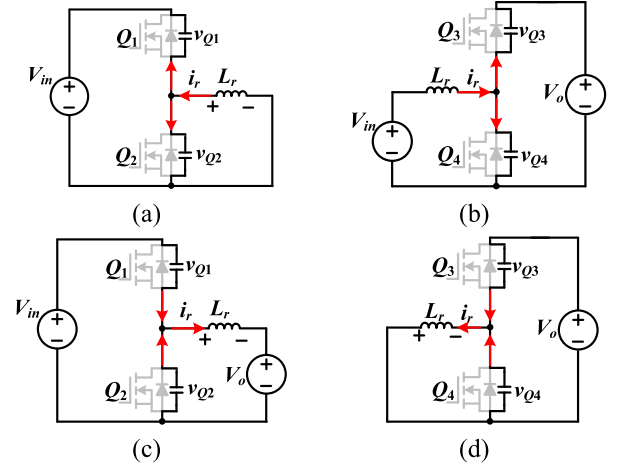 Q1 vQ1
Vin ir Lr
+ −
+ −
Q2 vQ2
(a)
Q3 vQ3
Lr ir Vo
+ −
Vin
+ −
Q4 vQ4
(b)
Q1 vQ1
Vin ir Lr
+ −
+ −
Vo
+ −
Q2 vQ2
(c)
Q3 vQ3
Lr ir Vo
+ −
+ −
Q4 vQ4
(d)